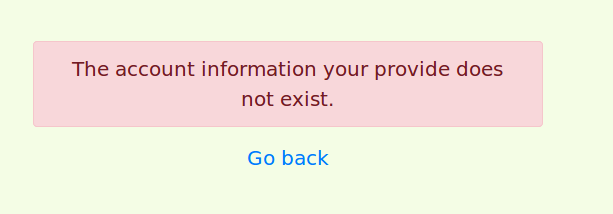 The account information your provide does
not exist.
Go back